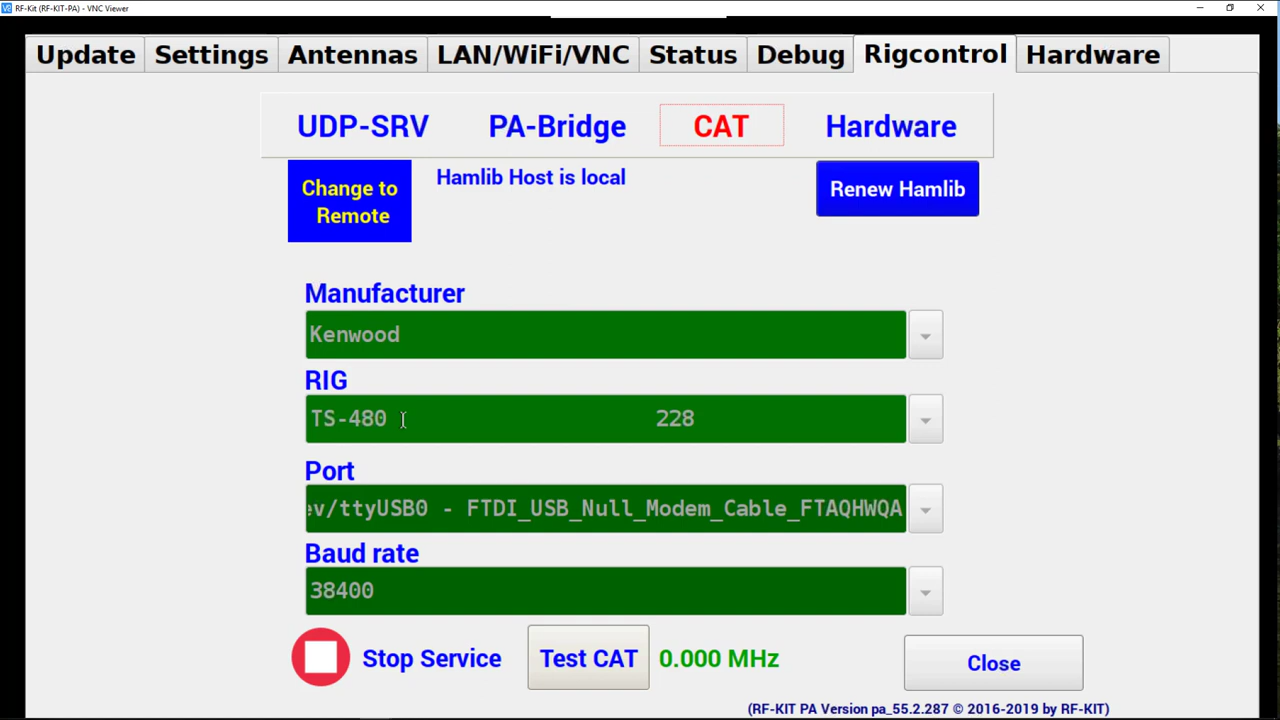 RF-Kit (RF-KIT-PA) - VNC Viewer
Update Settings Antennas LAN/WiFi/VNC Status Debug Rigcontrol Hardware
UDP-SRV PA-Bridge CAT Hardware
Change to
Remote
Hamlib Host is local
Renew Hamlib
Manufacturer
Kenwood
RIG
TS-480 228
Port
ev/ttyUSB0 - FTDI_USB_Null_Modem_Cable_FTAQHWQA
Baud rate
38400
Stop Service Test CAT 0.000 MHz Close
(RF-KIT PA Version pa_55.2.287 © 2016-2019 by RF-KIT)